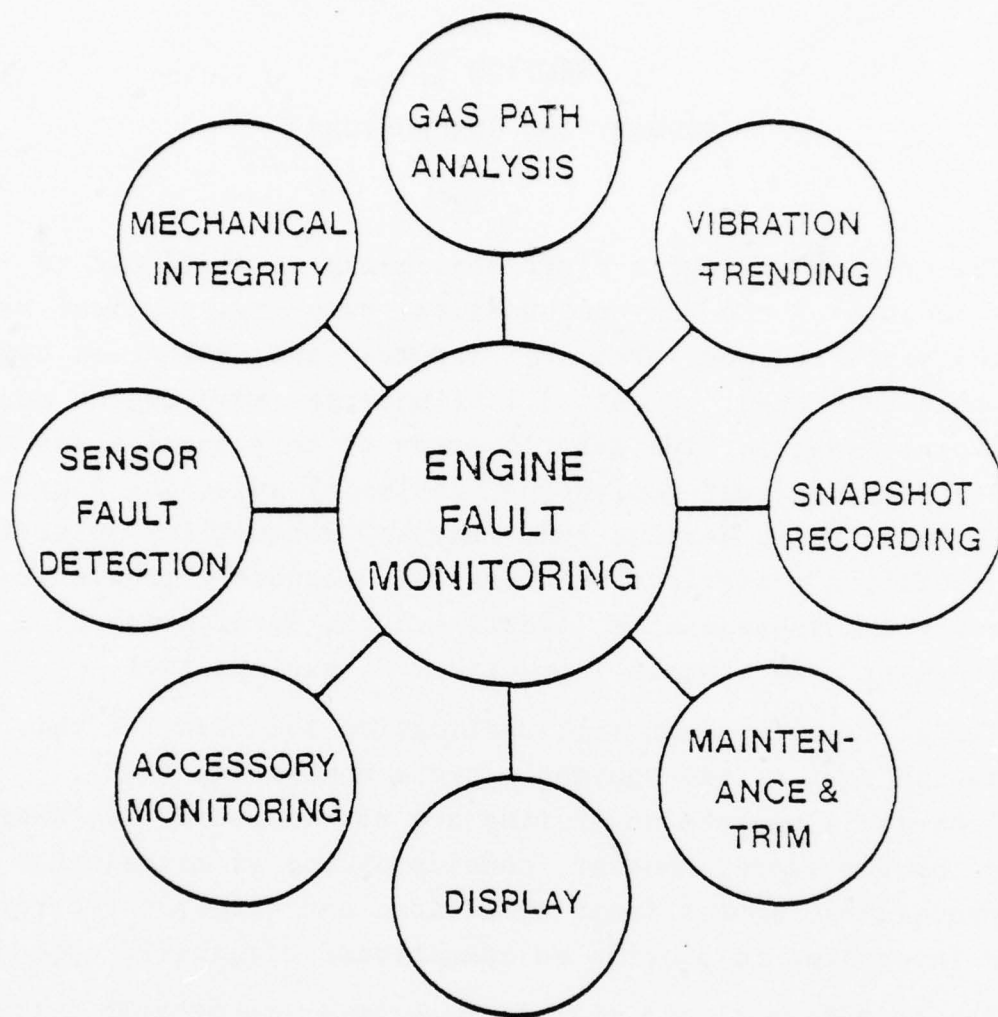 GAS PATH
ANALYSIS
MECHANICAL
INTEGRITY
VIBRATION
-TRENDING
SENSOR
FAULT
DETECTION
ENGINE
FAULT
MONITORING
SNAPSHOT
RECORDING
ACCESSORY
MONITORING
MAINTEN-
ANCE &
TRIM
DISPLAY